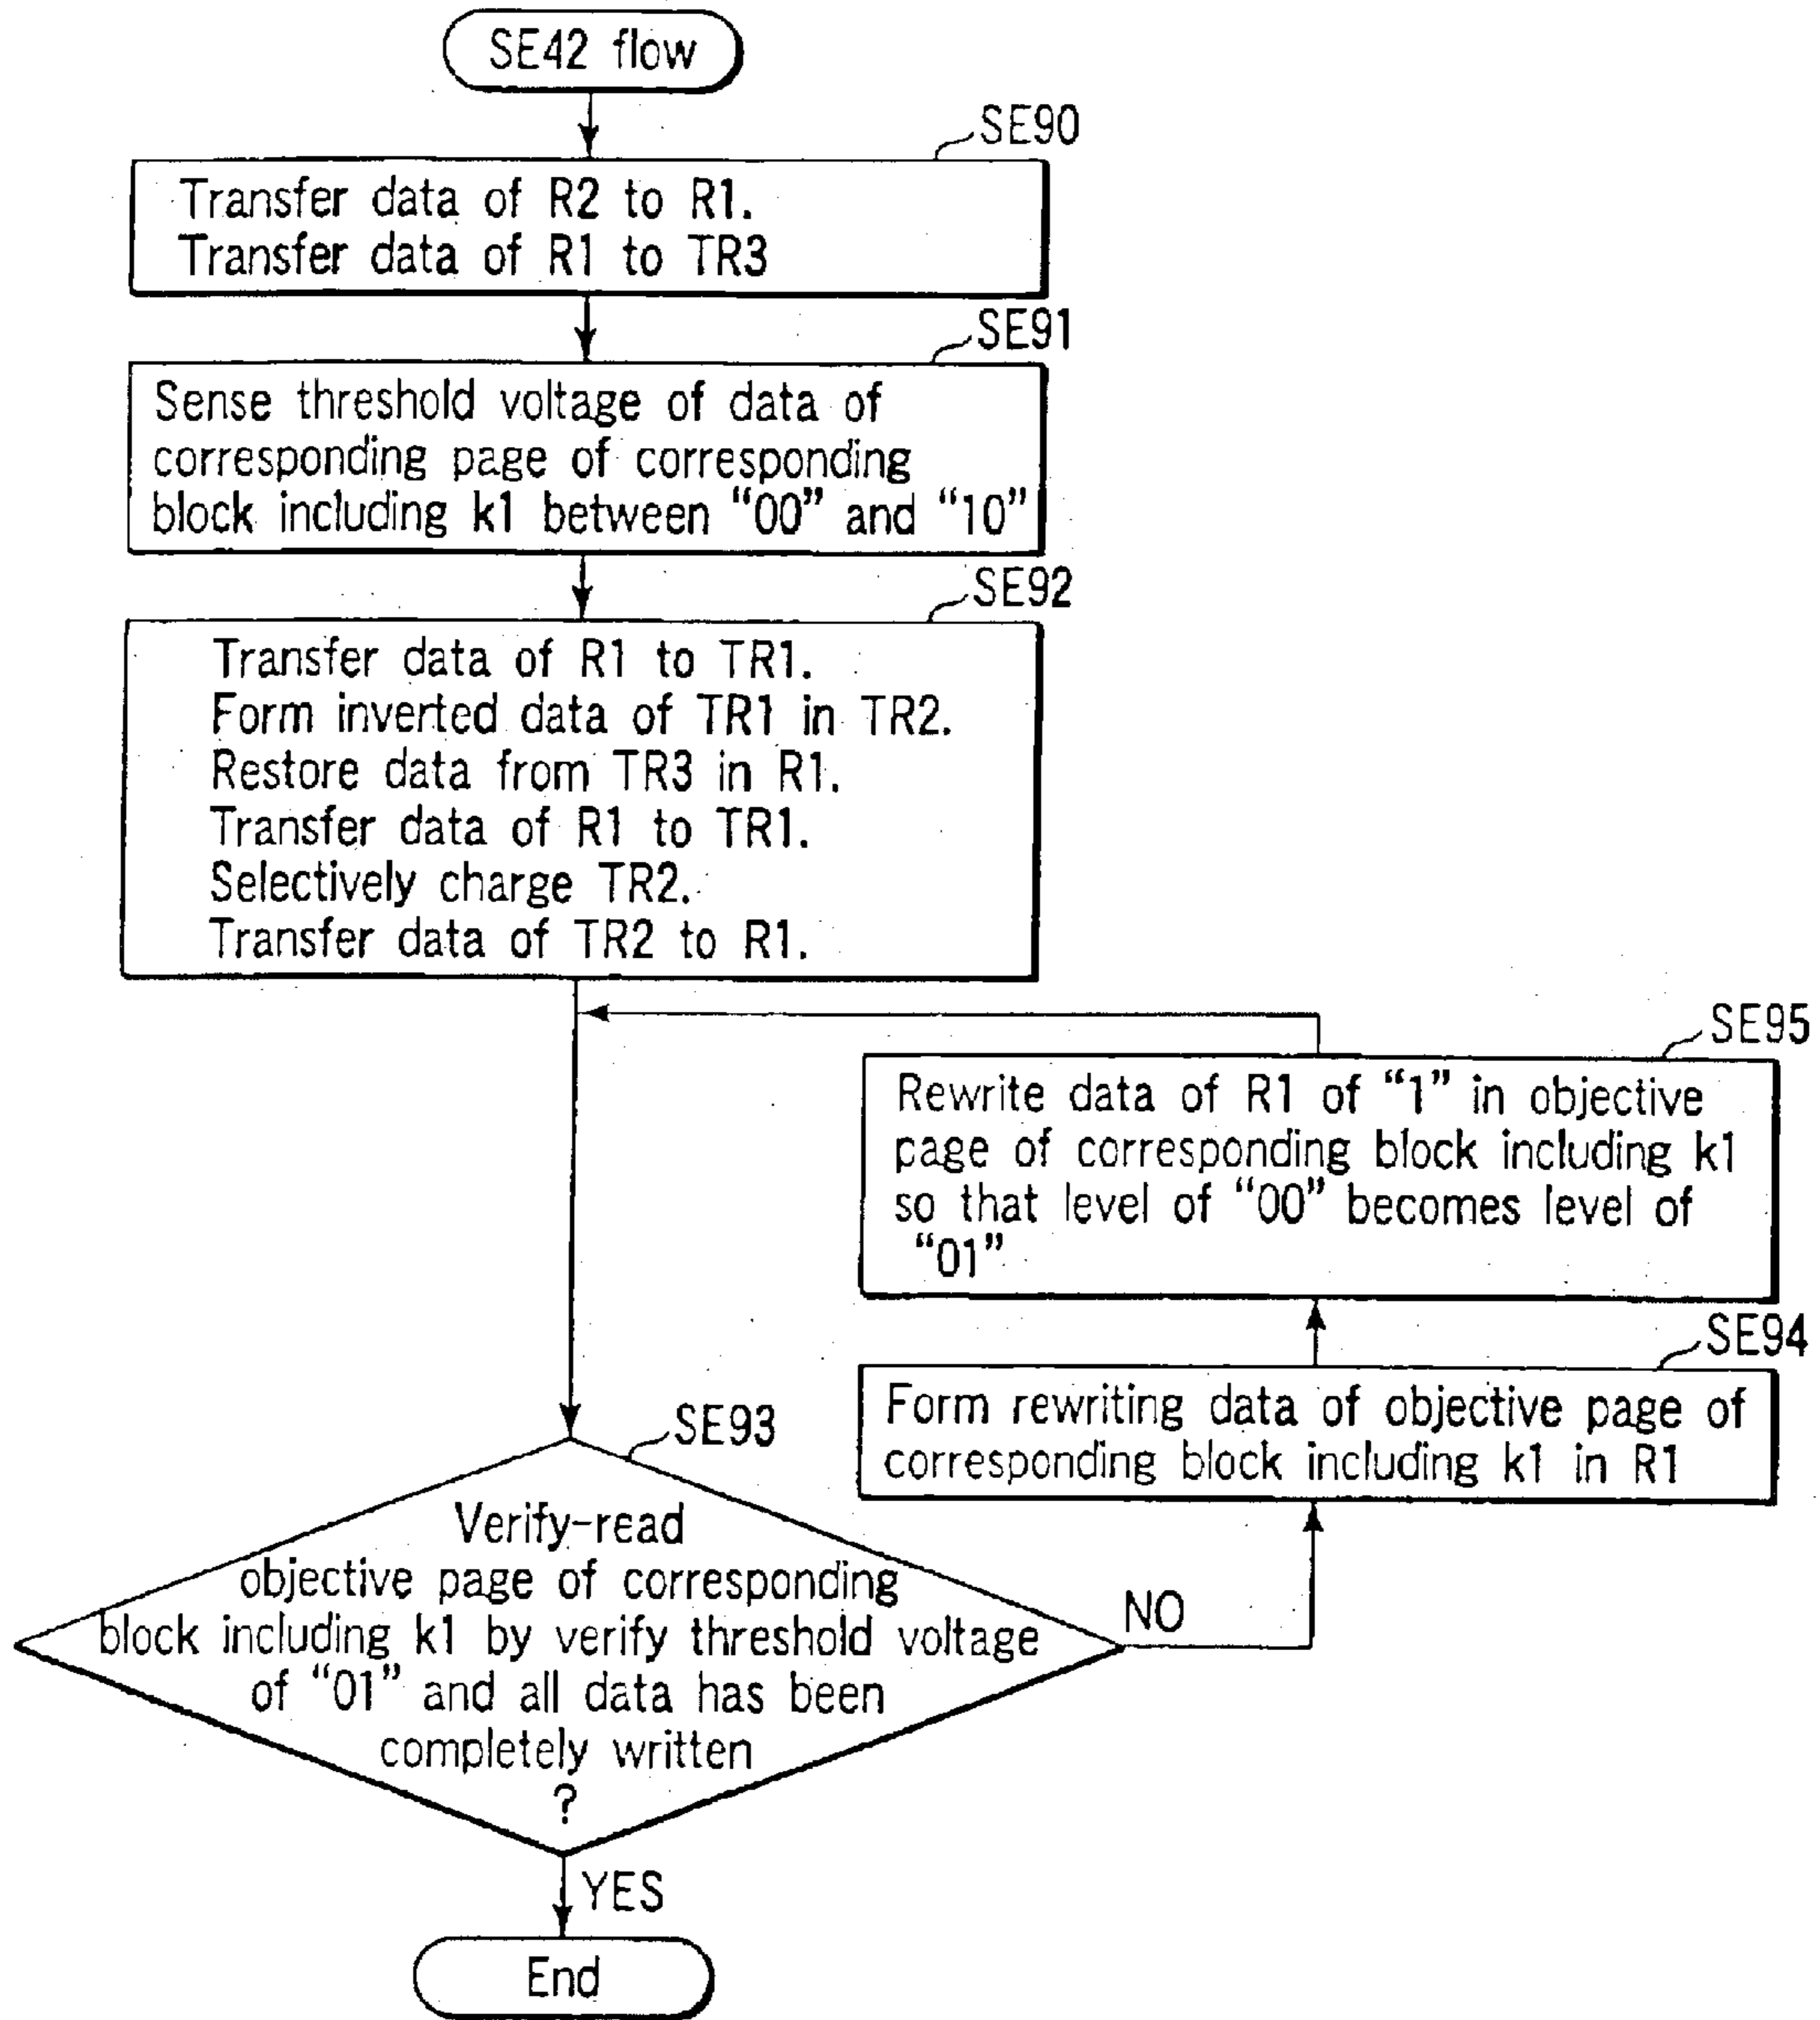 SE42 flow
SE90
Transfer data of R2 to R1.
Transfer data of R1 to TR3
SE91
Sense threshold voltage of data of
corresponding page of corresponding
block including k1 between “00” and “10”
SE92
Transfer data of R1 to TR1.
Form inverted data of TR1 in TR2.
Restore data from TR3 in R1.
Transfer data of R1 to TR1.
Selectively charge TR2.
Transfer data of TR2 to R1.
SE95
Rewrite data of R1 of “1” in objective
page of corresponding block including k1
so that level of “00” becomes level of
“01”
SE94
Form rewriting data of objective page of
corresponding block including k1 in R1
SE93
Verify-read
objective page of corresponding
block including k1 by verify threshold voltage
of “01” and all data has been
completely written
?
NO
YES
End